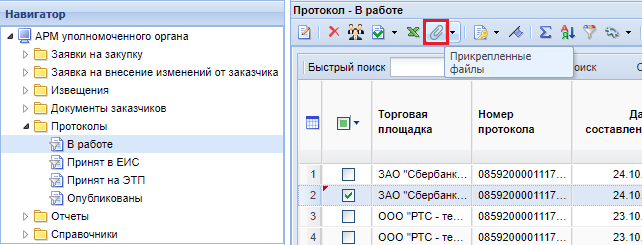 Навигатор
АРМ уполномоченного органа
Заявки на закупку
Заявка на внесение изменений от заказчика
Извещения
Документы заказчиков
Протоколы
В работе
Принят в ЕИС
Принят на ЭТП
Опубликованы
Отчеты
Справочники
Протокол - В работе
Быстрый поиск
Прикрепленные
файлы
Торговая
площадка
Номер
протокола
Да
составлен
1 ЗАО "Сбербанк... 0859200001117... 24.10.
2 ЗАО "Сбербанк... 0859200001117... 24.10.
3 ООО "РТС - те... 0859200001117... 23.10.
4 ООО "РТС - те... 0859200001117... 23.10.